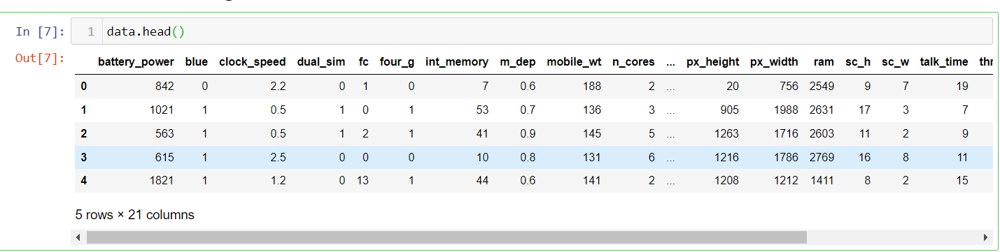 In [7]: 1 data.head()
Out[7]:
battery_power blue clock_speed dual_sim fc four_g int_memory m_dep mobile_wt n_cores ... px_height px_width ram sc_h sc_w talk_time thr
0 842 0 2.2 0 1 0 7 0.6 188 2 ... 20 756 2549 9 7 19
1 1021 1 0.5 1 0 1 53 0.7 136 3 ... 905 1988 2631 17 3 7
2 563 1 0.5 1 2 1 41 0.9 145 5 ... 1263 1716 2603 11 2 9
3 615 1 2.5 0 0 0 10 0.8 131 6 ... 1216 1786 2769 16 8 11
4 1821 1 1.2 0 13 1 44 0.6 141 2 ... 1208 1212 1411 8 2 15
5 rows × 21 columns